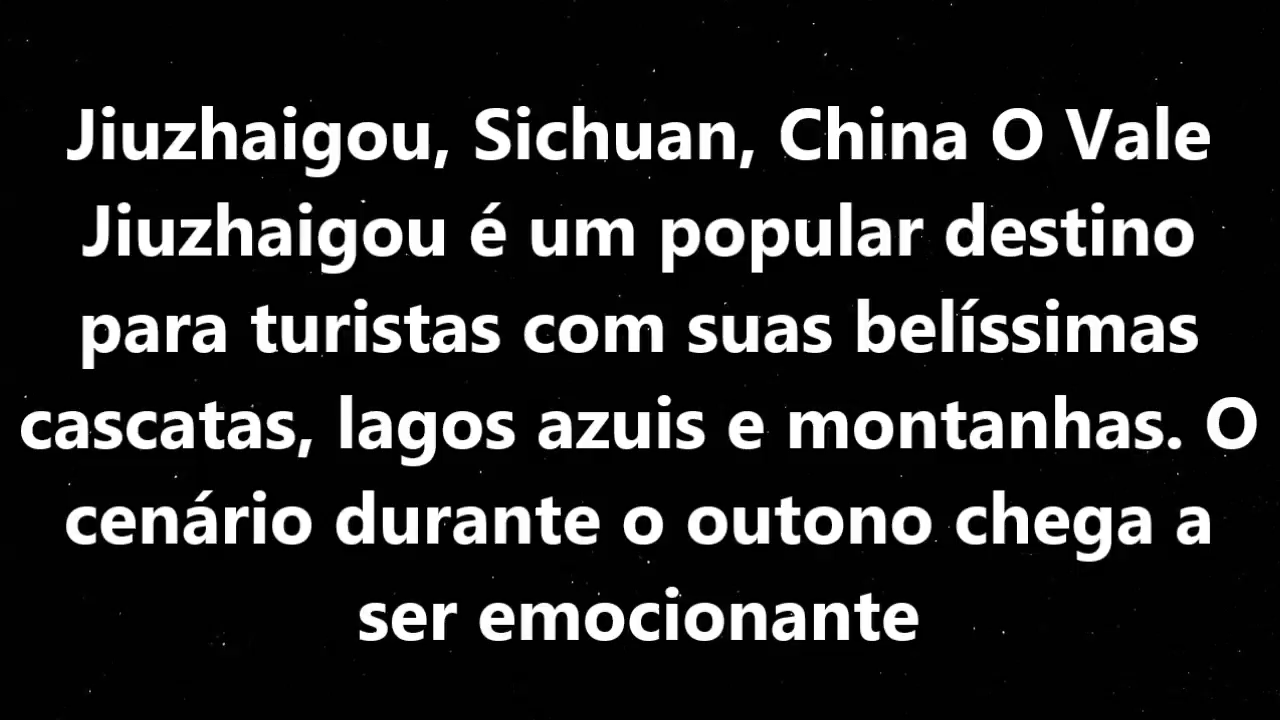 Jiuzhaigou, Sichuan, China O Vale
Jiuzhaigou é um popular destino
para turistas com suas belíssimas
cascatas, lagos azuis e montanhas. O
cenário durante o outono chega a
ser emocionante